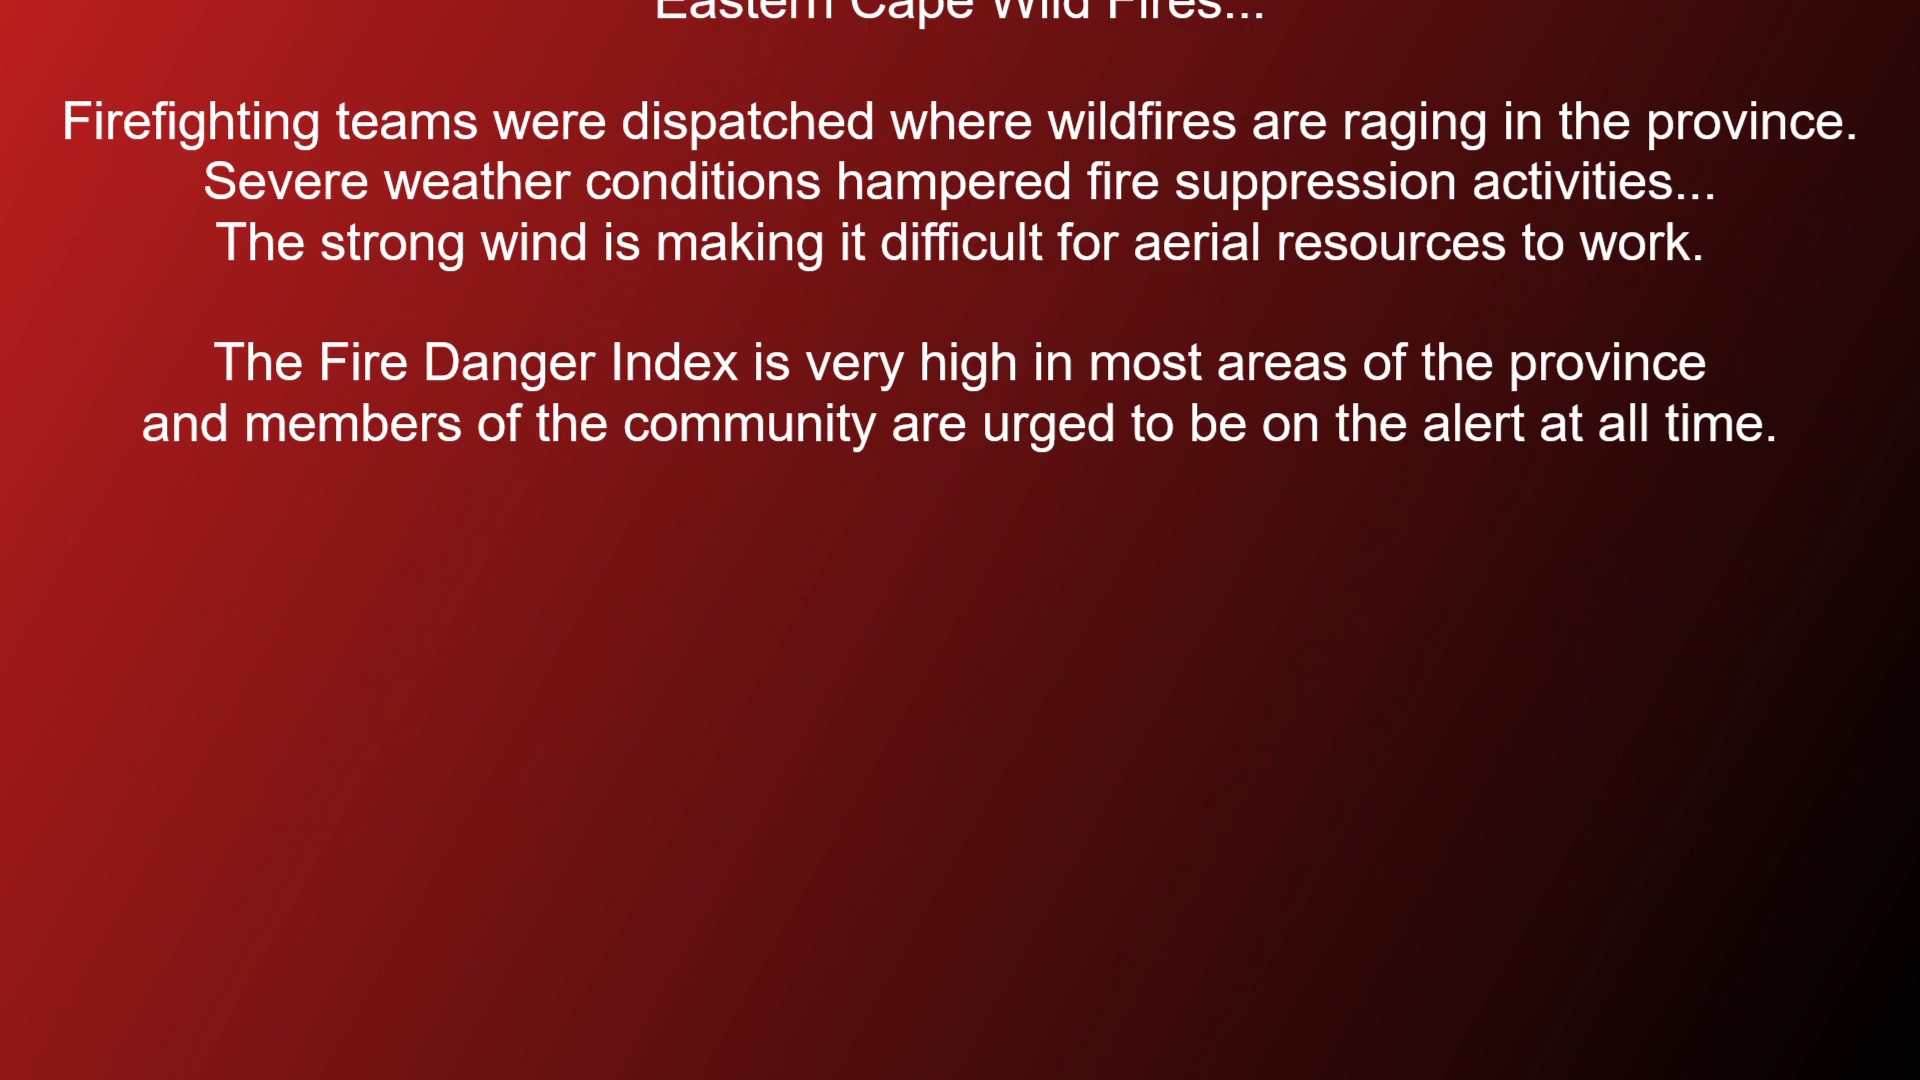 Eastern Cape Wild Fires...
Firefighting teams were dispatched where wildfires are raging in the province.
Severe weather conditions hampered fire suppression activities...
The strong wind is making it difficult for aerial resources to work.
The Fire Danger Index is very high in most areas of the province
and members of the community are urged to be on the alert at all time.